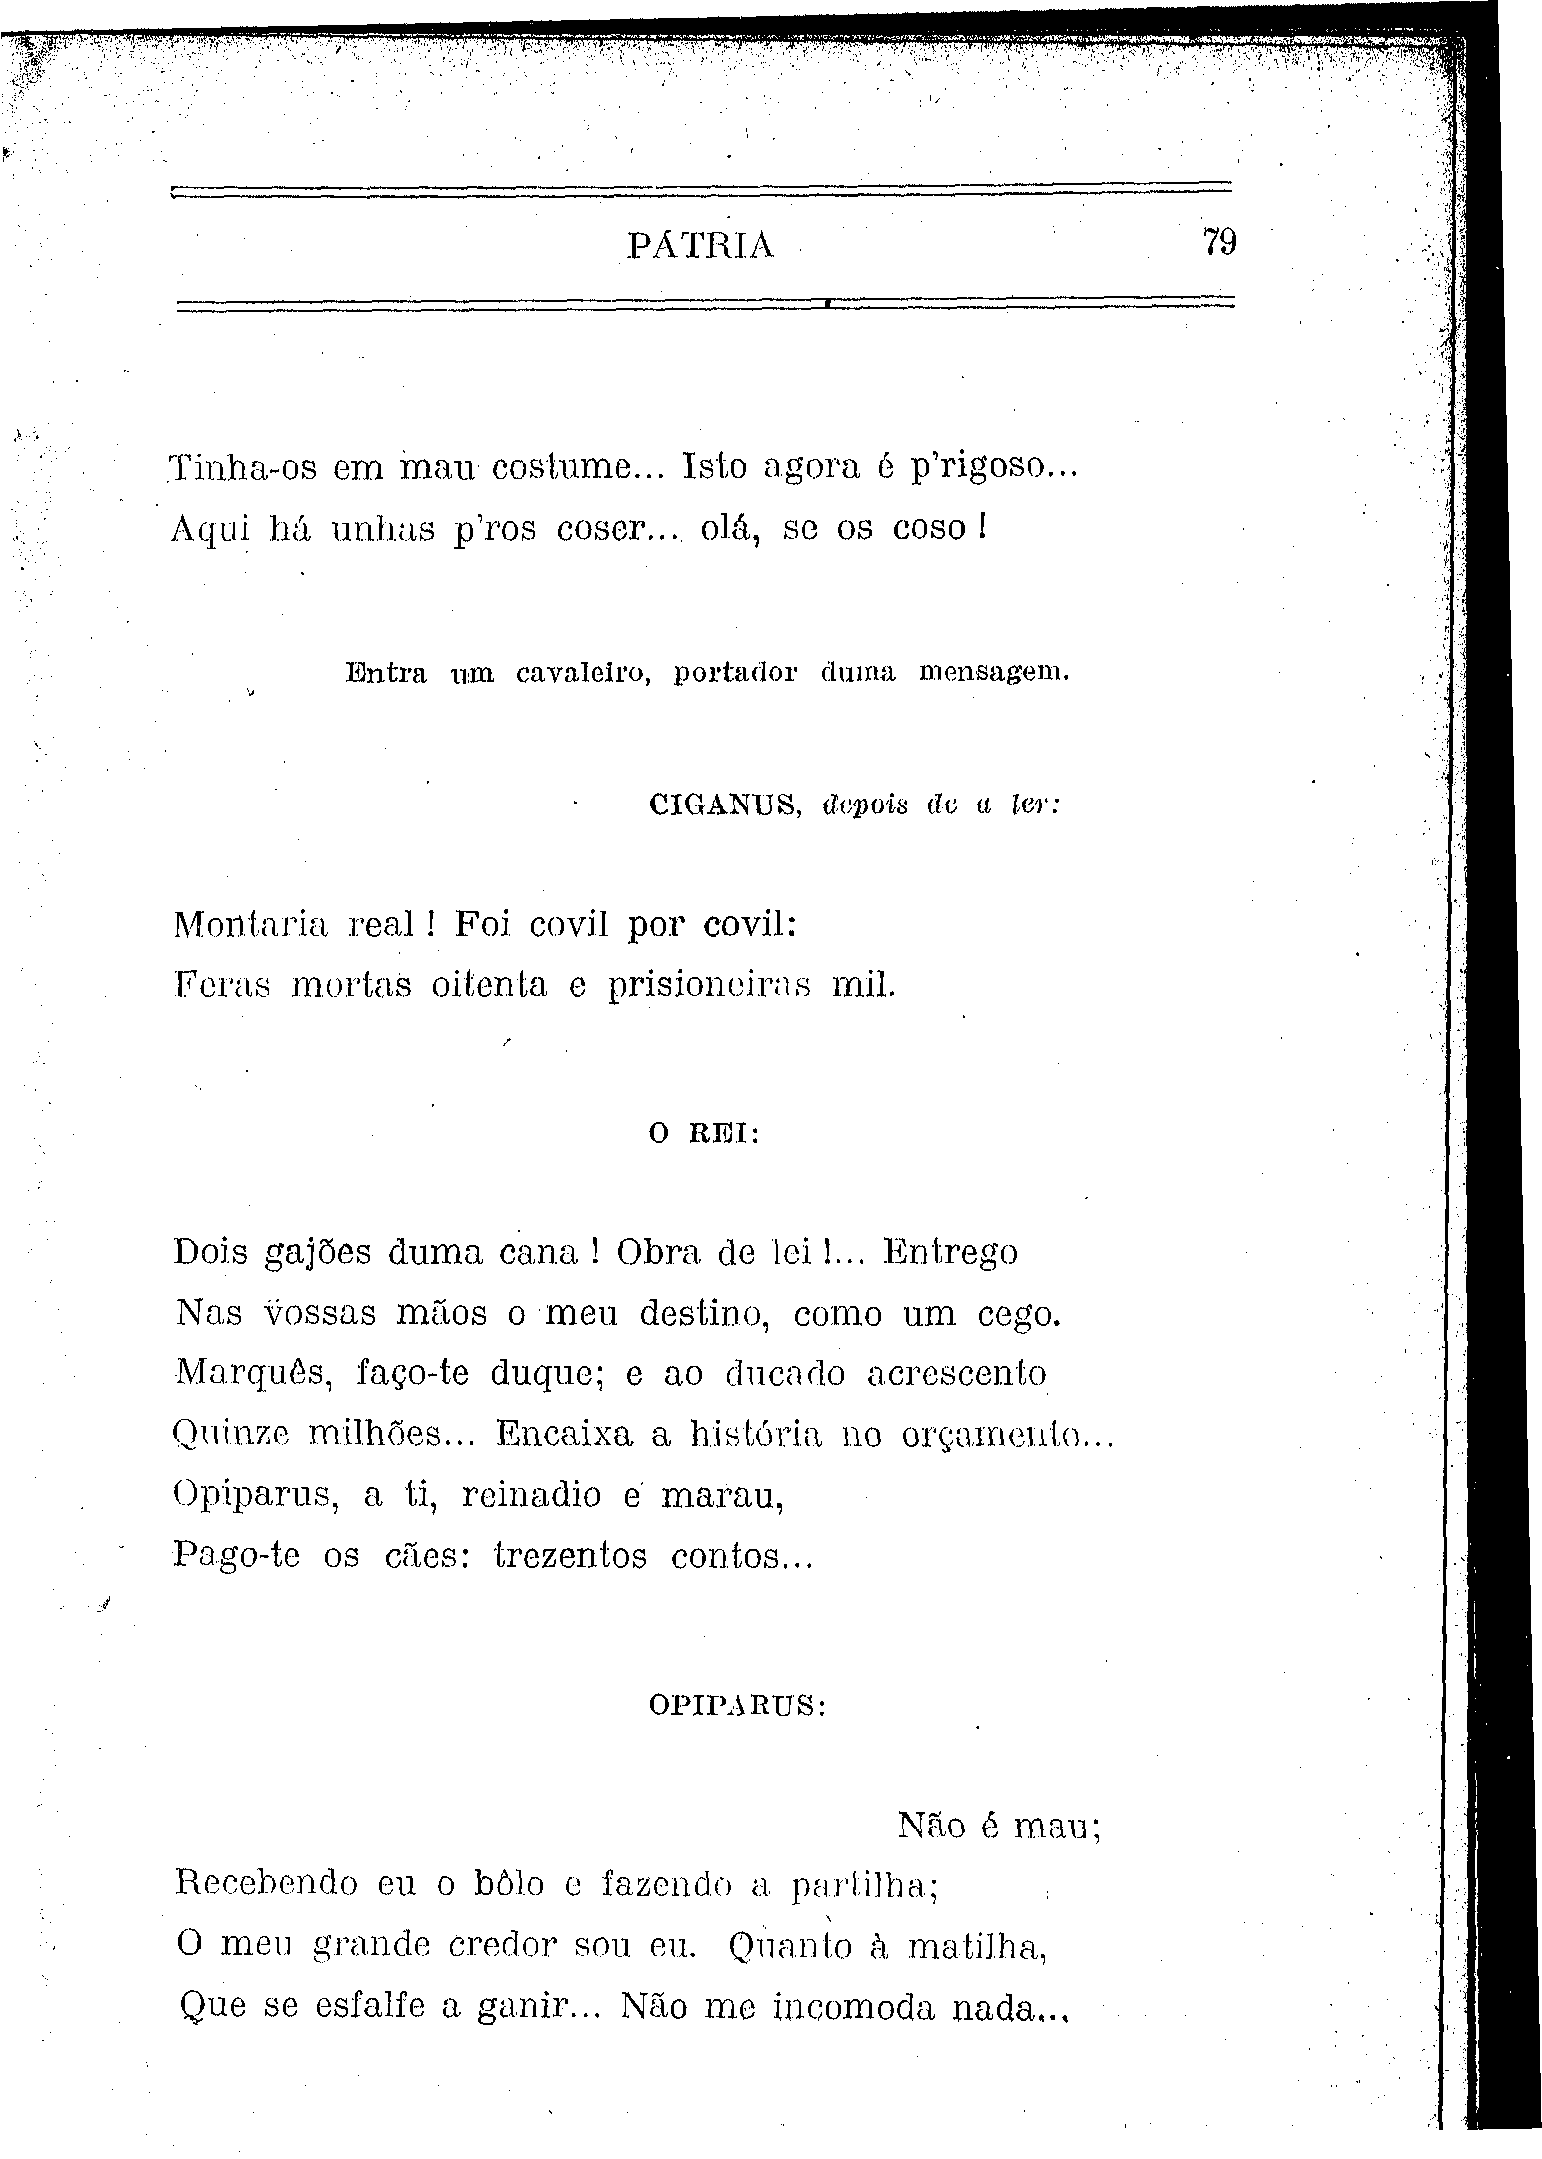 PÁTRIA 79
Tinha-os em mau costume... Isto agora é p'rigoso...
Aqui há unhas p'ros coser... olá, se os coso!
Entra um cavaleiro, portador duma mensagem.
CIGANUS, depois de a ler:
Montaria real! Foi covil por covil:
Feras mortas oitenta e prisioneiras mil.
O REI:
Dois gajões duma cana! Obra de lei!... Entrego
Nas vossas mãos o meu destino, como um cego.
Marquês, faço-te duque; e ao ducado acrescento
Quinze milhões... Encaixa a história no orçamento...
Opiparus, a ti, reinadio e marau,
Pago-te os cães: trezentos contos...
OPIPARUS:
Não é mau;
Recebendo eu o bôlo e fazendo a partilha;
O meu grande credor sou eu. Quanto à matilha,
Que se esfalfe a ganir... Não me incomoda nada...